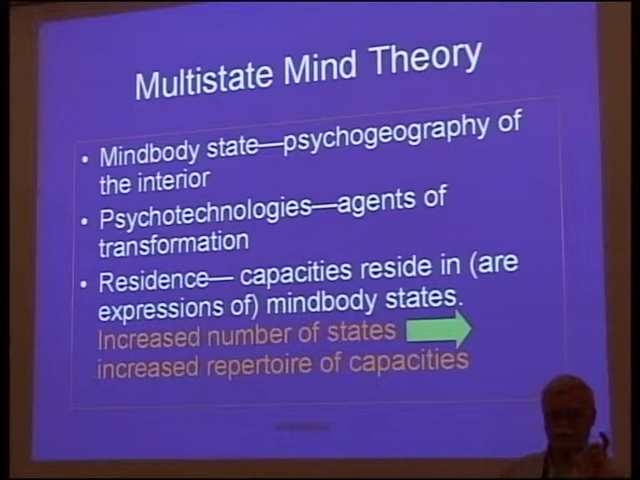 Multistate Mind Theory
• Mindbody state—psychogeography of
the interior
• Psychotechnologies—agents of
transformation
• Residence— capacities reside in (are
expressions of) mindbody states.
Increased number of states
increased repertoire of capacities